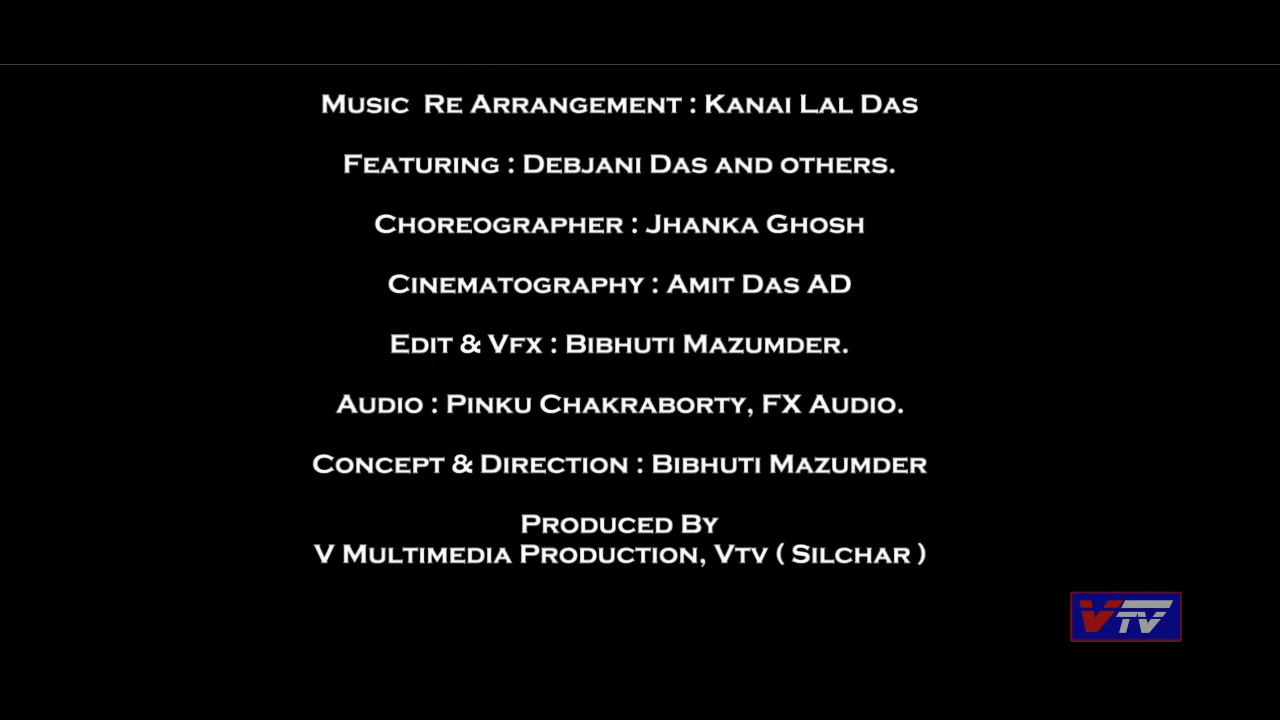 Music Re Arrangement : Kanai Lal Das
Featuring : Debjani Das and others.
Choreographer : Jhanka Ghosh
Cinematography : Amit Das AD
Edit & Vfx : Bibhuti Mazumder.
Audio : Pinku Chakraborty, FX Audio.
Concept & Direction : Bibhuti Mazumder
Produced By
V Multimedia Production, Vtv ( Silchar )
VTV